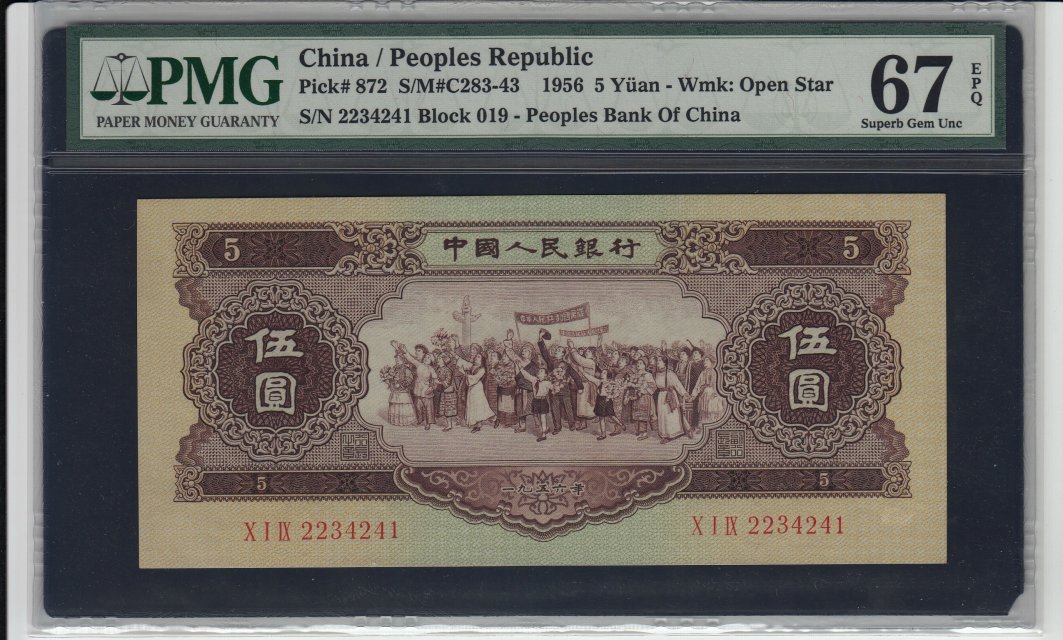 PMG
PAPER MONEY GUARANTY
China / Peoples Republic
Pick# 872 S/M#C283-43 1956 5 Yüan - Wmk: Open Star
S/N 2234241 Block 019 - Peoples Bank Of China
67
EPQ
Superb Gem Unc
5 中國人民銀行 5
伍圓 伍圓
5 一九五六年 5
X I IX 2234241 X I IX 2234241